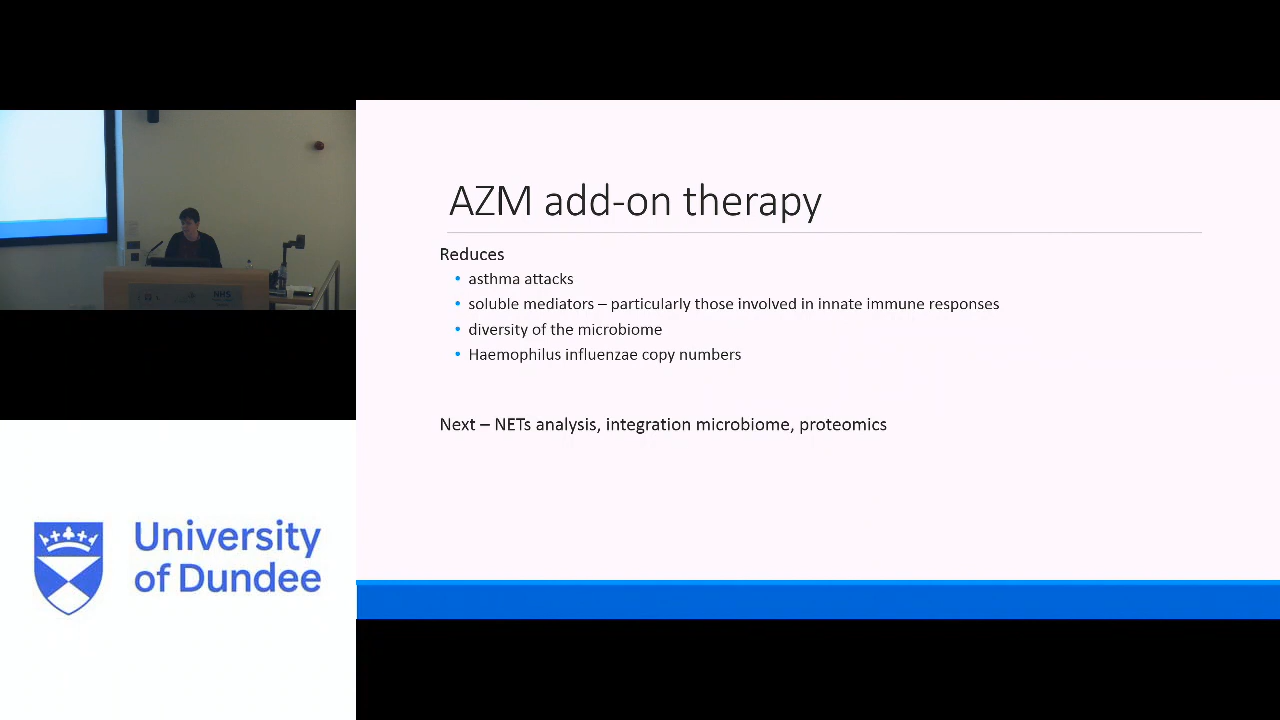 AZM add-on therapy
Reduces
• asthma attacks
• soluble mediators – particularly those involved in innate immune responses
• diversity of the microbiome
• Haemophilus influenzae copy numbers
Next – NETs analysis, integration microbiome, proteomics
NHS
University
of Dundee